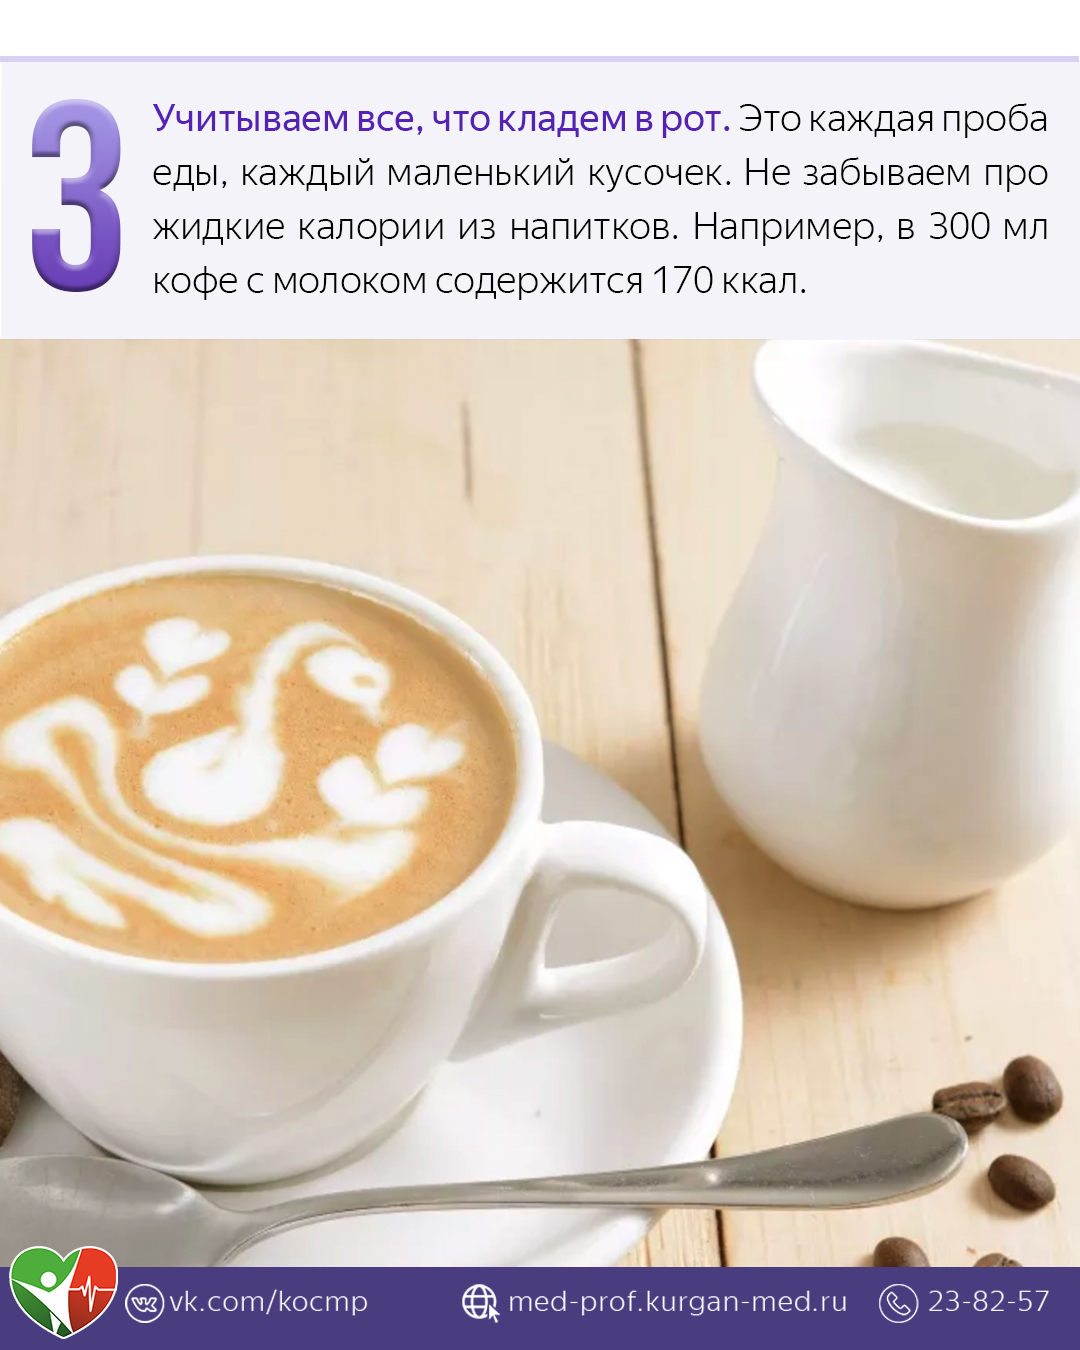 3
Учитываем все, что кладем в рот. Это каждая проба
еды, каждый маленький кусочек. Не забываем про
жидкие калории из напитков. Например, в 300 мл
кофе с молоком содержится 170 ккал.
vk.com/kocmp med-prof.kurgan-med.ru 23-82-57